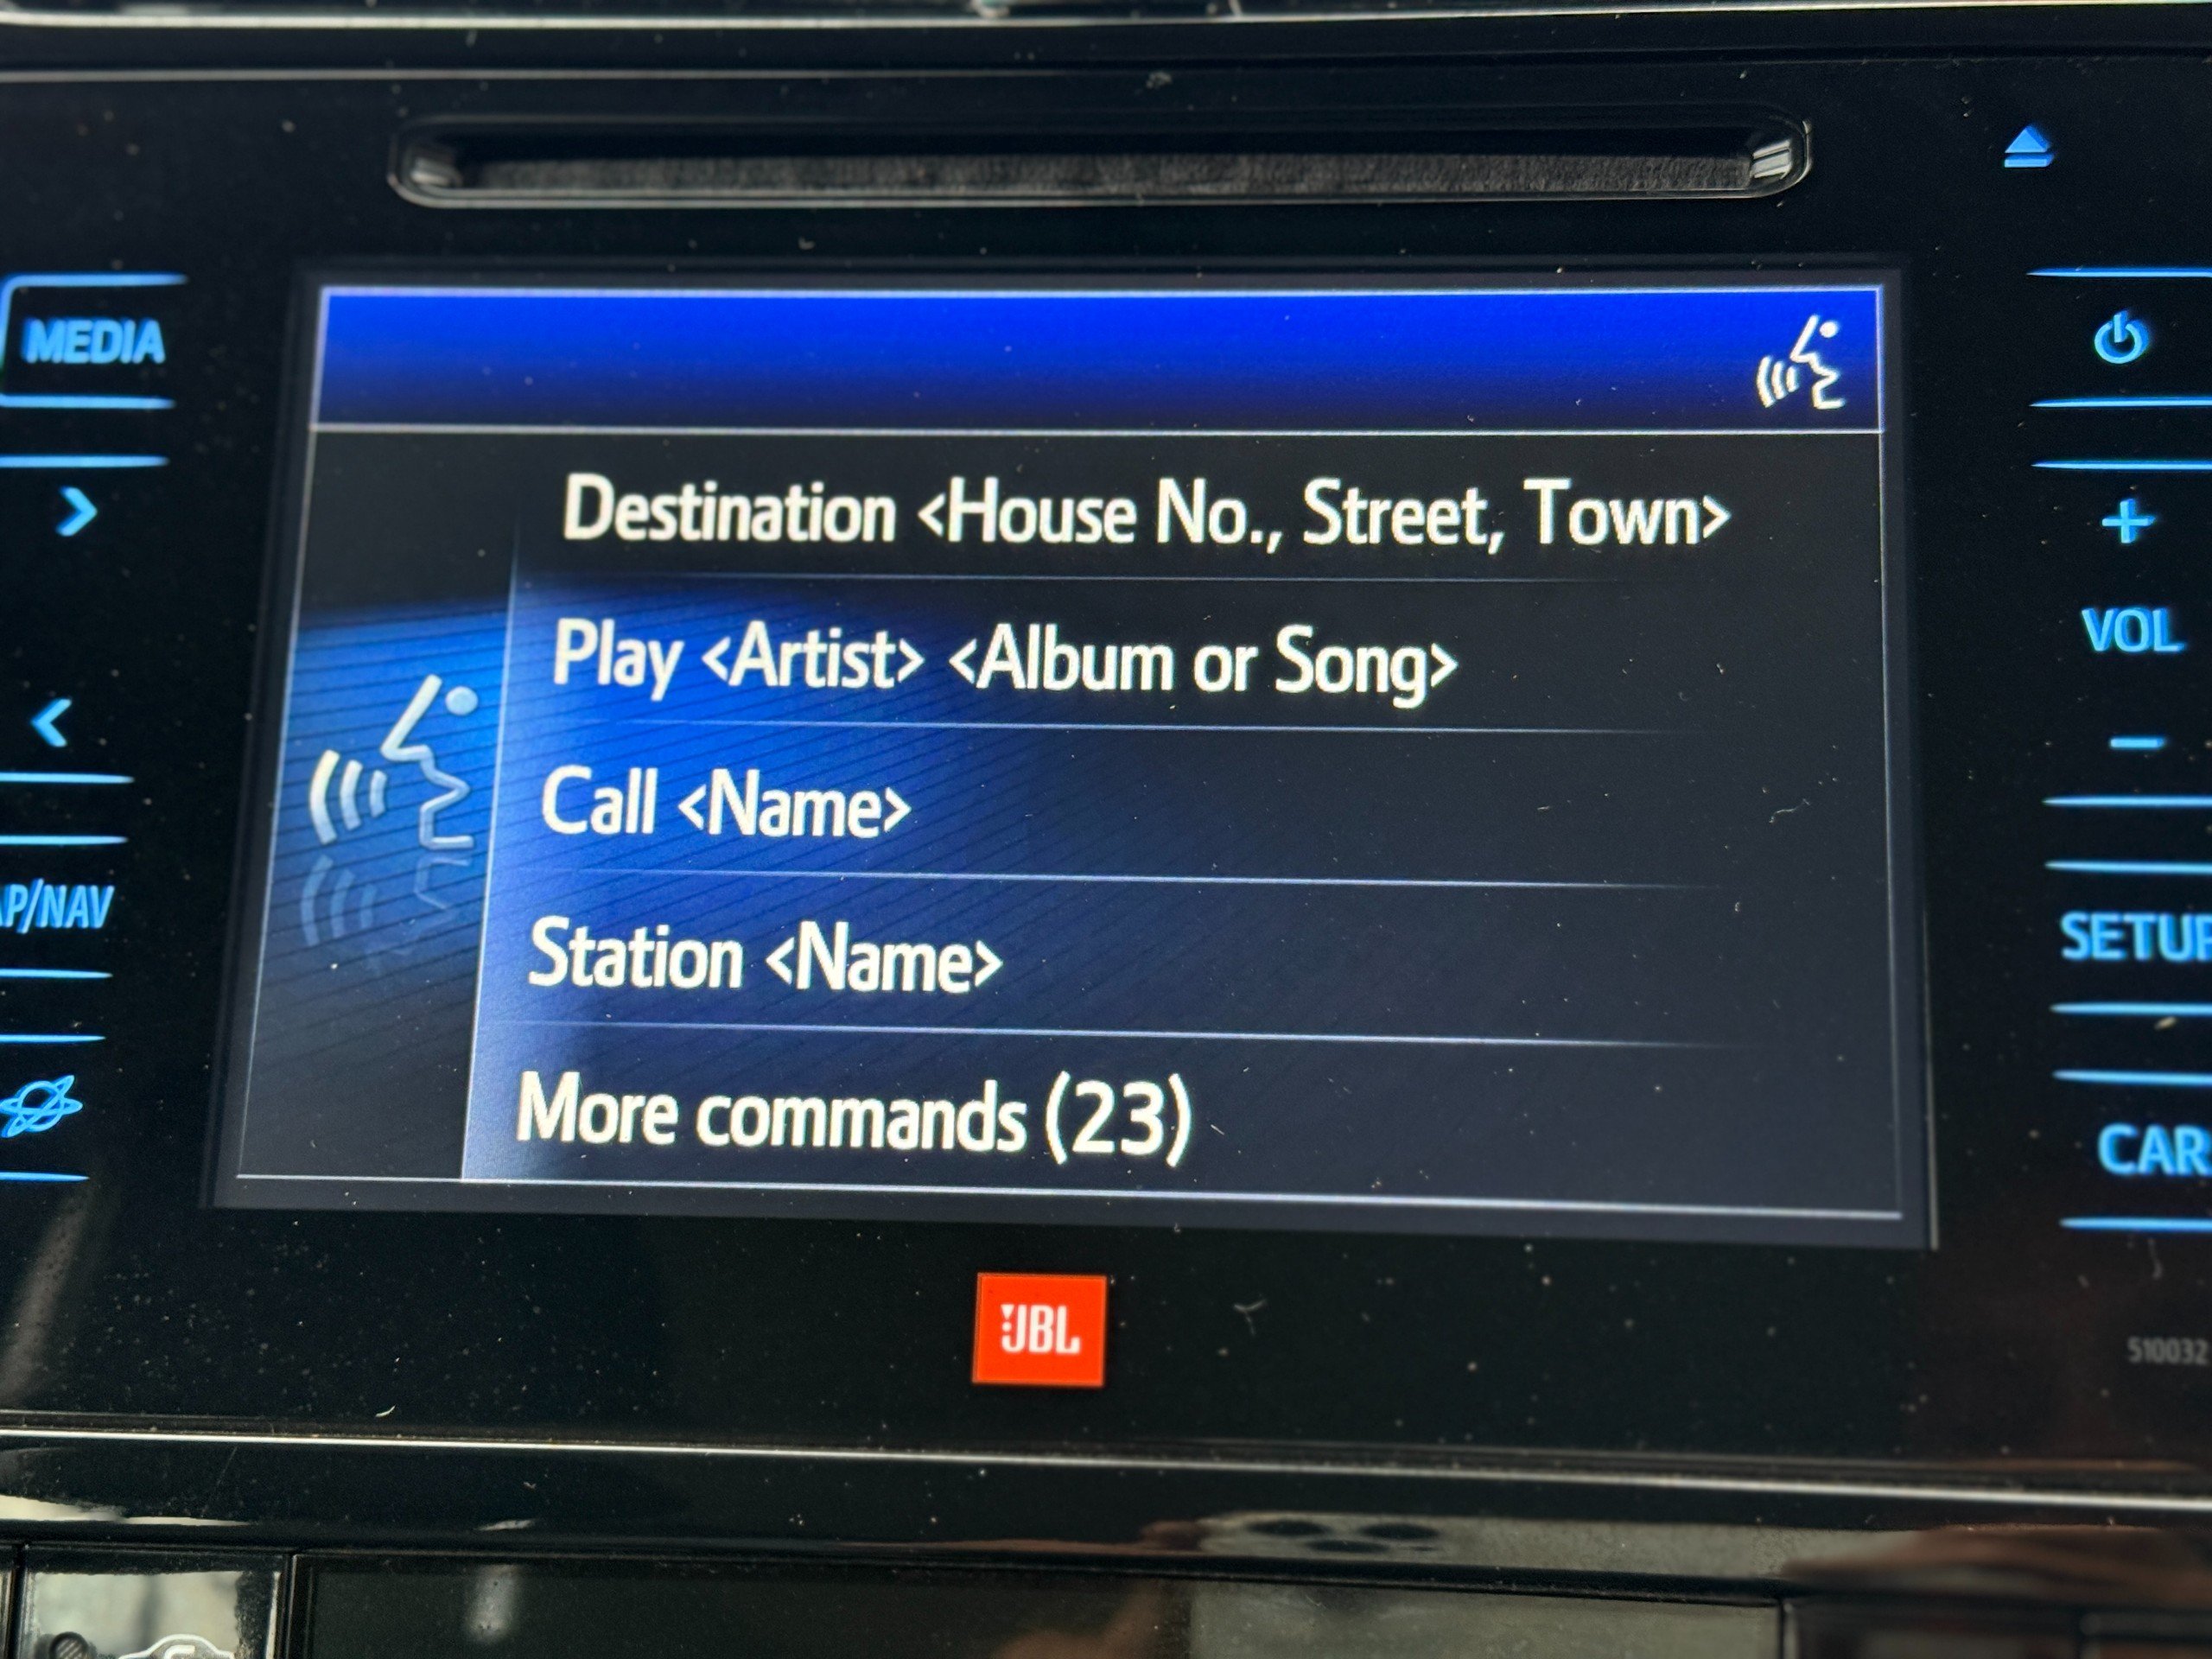 MEDIA
Destination <House No., Street, Town>
Play <Artist> <Album or Song>
Call <Name>
Station <Name>
More commands (23)
VOL
P/NAV
SETUP
CAR
JBL
510032